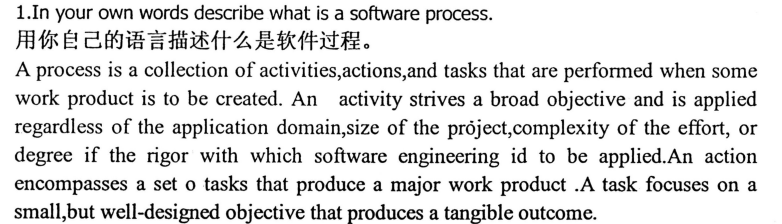 1.In your own words describe what is a software process.
用你自己的语言描述什么是软件过程。
A process is a collection of activities,actions,and tasks that are performed when some
work product is to be created. An activity strives a broad objective and is applied
regardless of the application domain,size of the project,complexity of the effort, or
degree if the rigor with which software engineering id to be applied.An action
encompasses a set o tasks that produce a major work product .A task focuses on a
small,but well-designed objective that produces a tangible outcome.